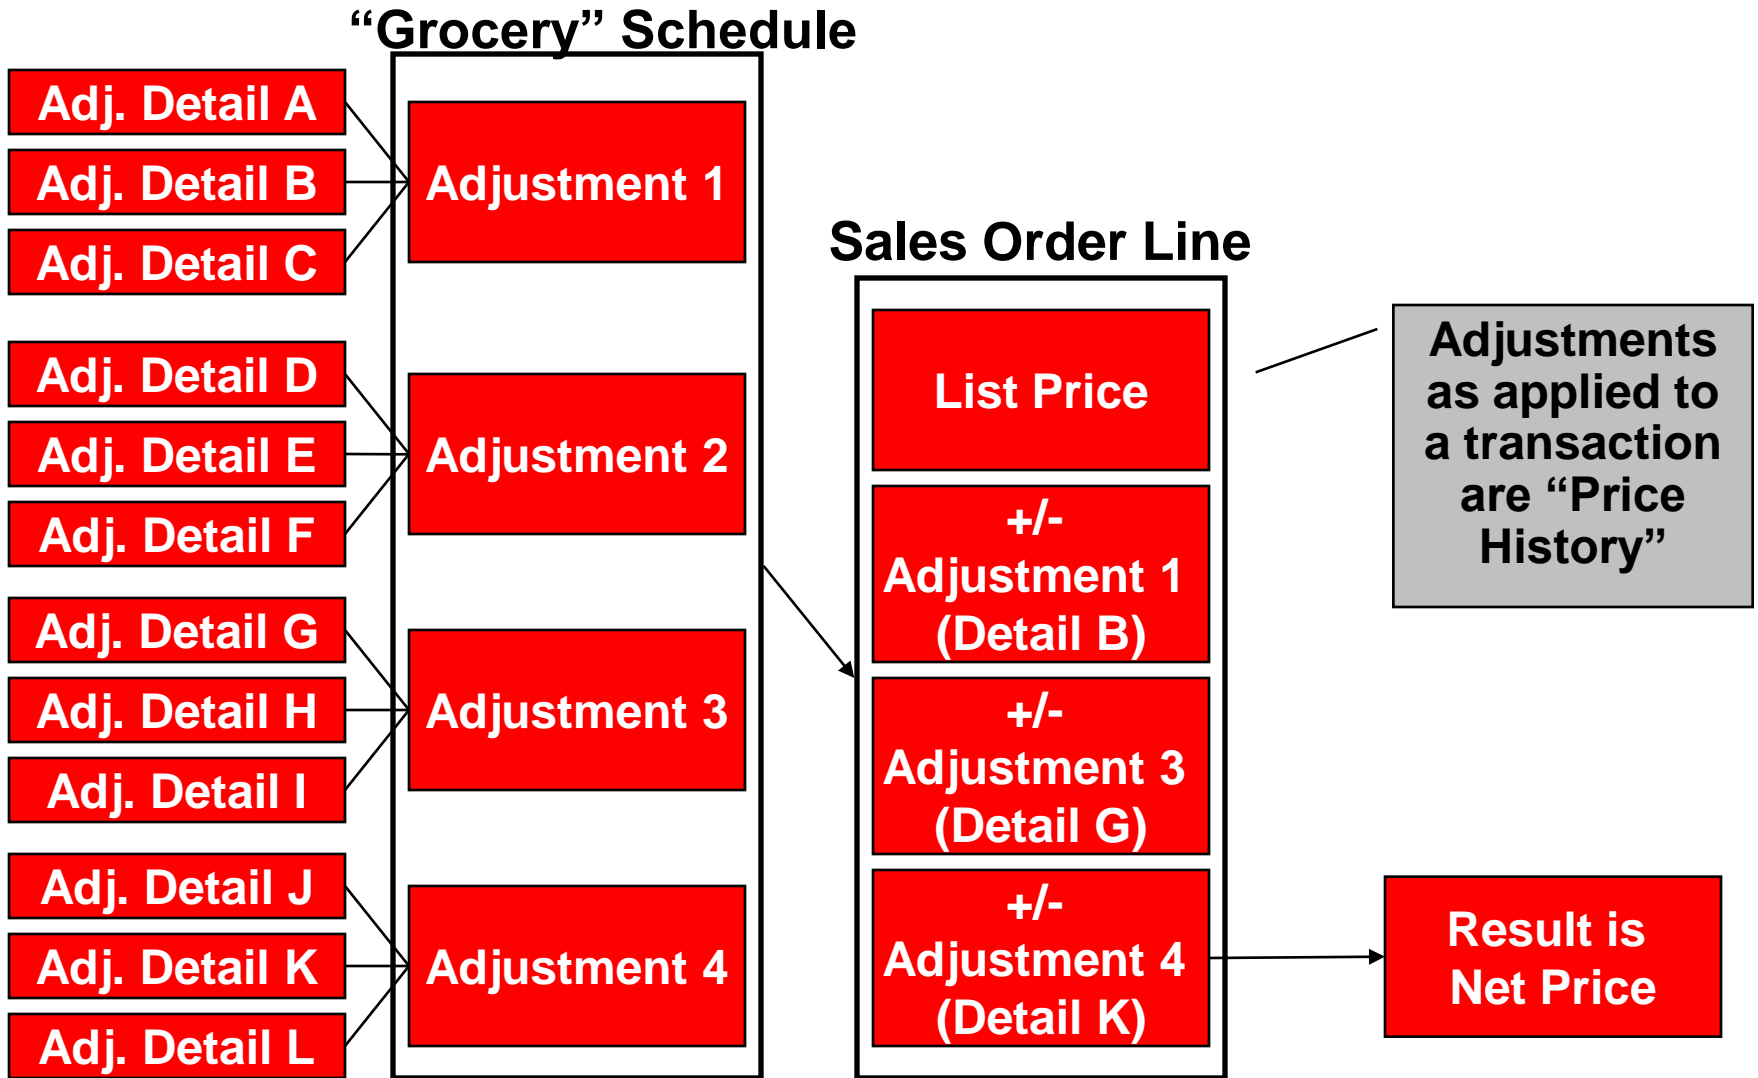 “Grocery” Schedule
Adj. Detail A
Adj. Detail B
Adj. Detail C
Adjustment 1
Adj. Detail D
Adj. Detail E
Adj. Detail F
Adjustment 2
Adj. Detail G
Adj. Detail H
Adj. Detail I
Adjustment 3
Adj. Detail J
Adj. Detail K
Adj. Detail L
Adjustment 4
Sales Order Line
List Price
+/-
Adjustment 1
(Detail B)
+/-
Adjustment 3
(Detail G)
+/-
Adjustment 4
(Detail K)
Adjustments
as applied to
a transaction
are “Price
History”
Result is
Net Price